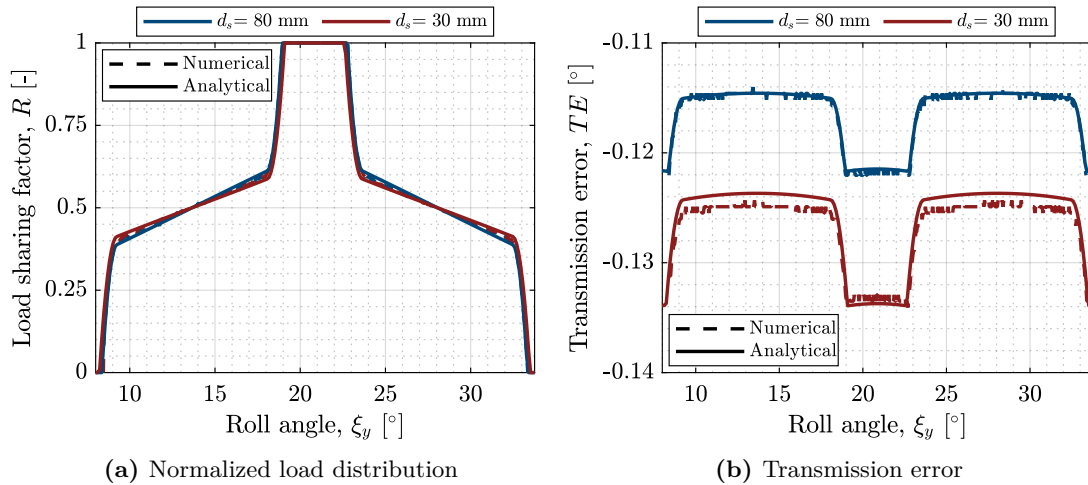 d_s= 80 mm d_s= 30 mm
Load sharing factor, R [-]
1
0.75
0.5
0.25
0
Numerical
Analytical
10 15 20 25 30
Roll angle, ξ_y [°]
(a) Normalized load distribution
d_s= 80 mm d_s= 30 mm
Transmission error, TE [°]
-0.11
-0.12
-0.13
-0.14
Numerical
Analytical
10 15 20 25 30
Roll angle, ξ_y [°]
(b) Transmission error